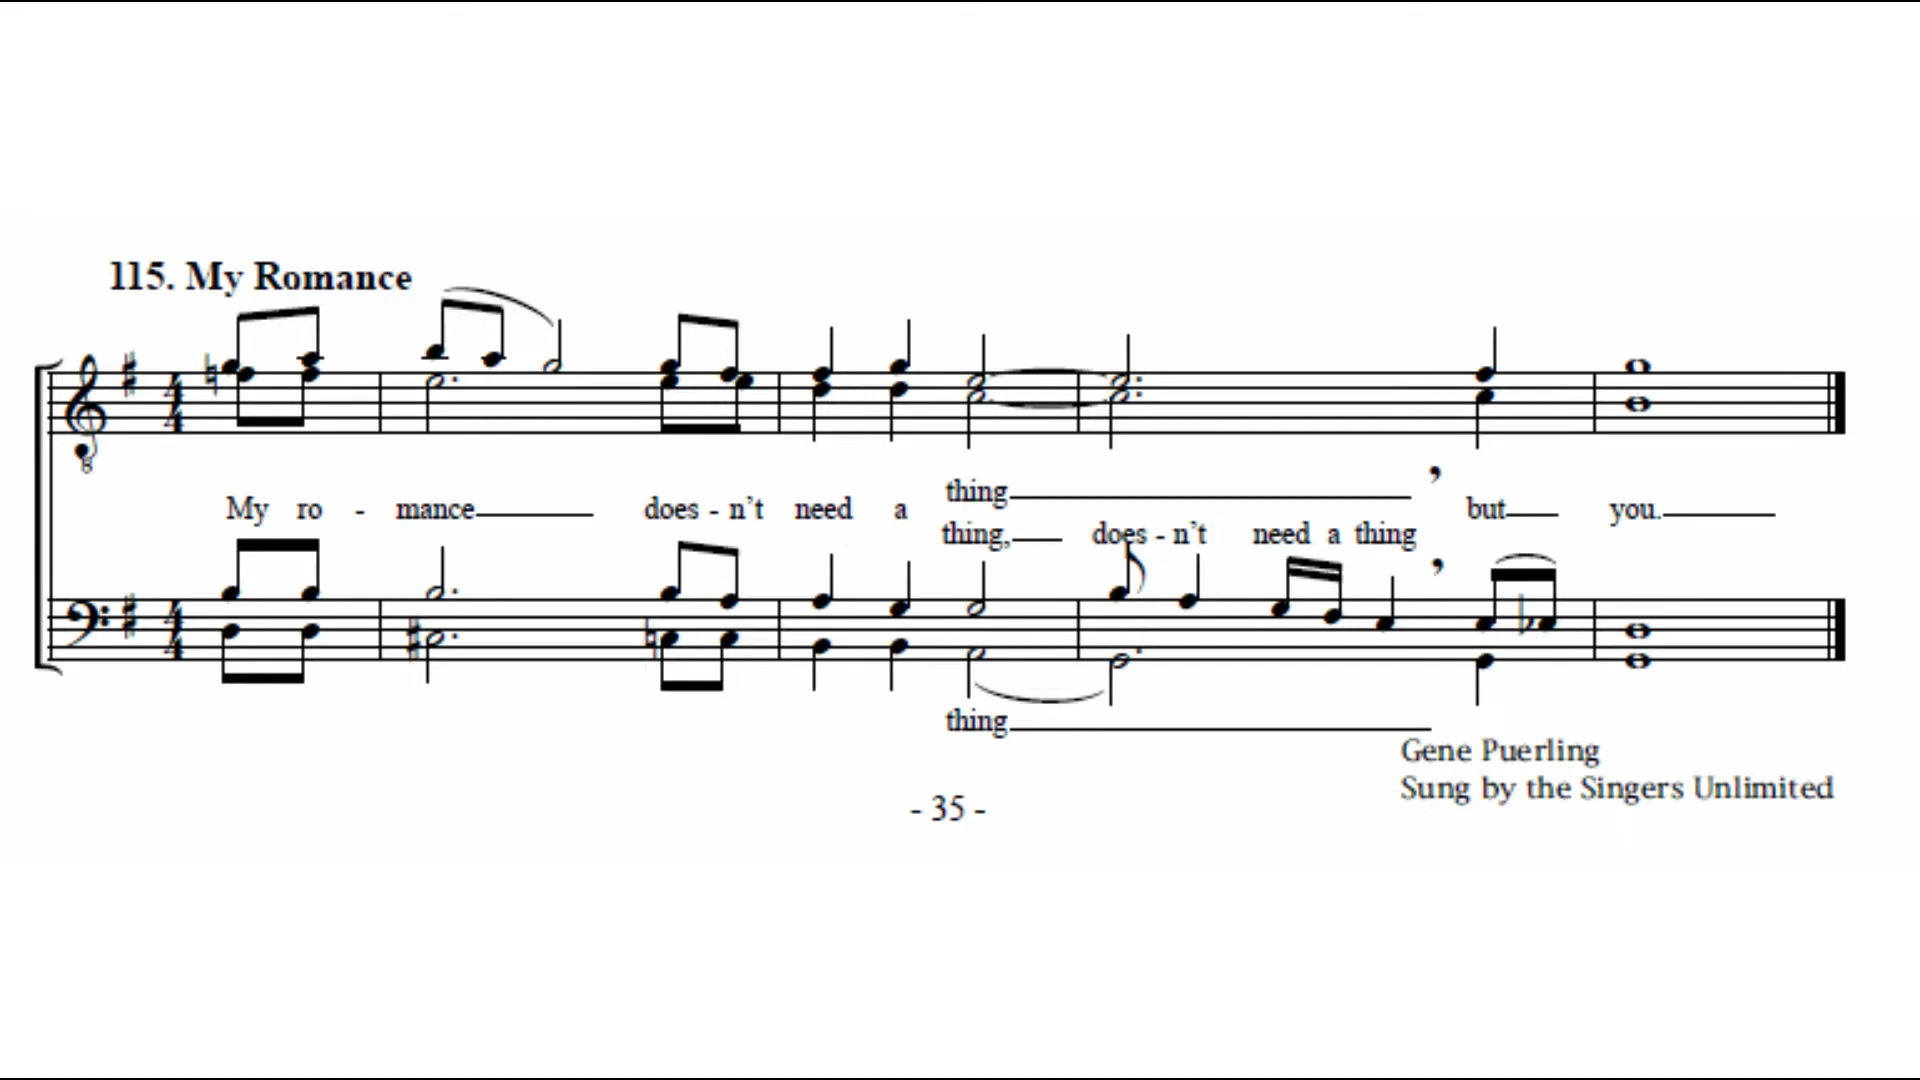 115. My Romance
thing
My ro - mance does - n't need a but you.
thing, does - n't need a thing
thing
Gene Puerling
Sung by the Singers Unlimited
- 35 -